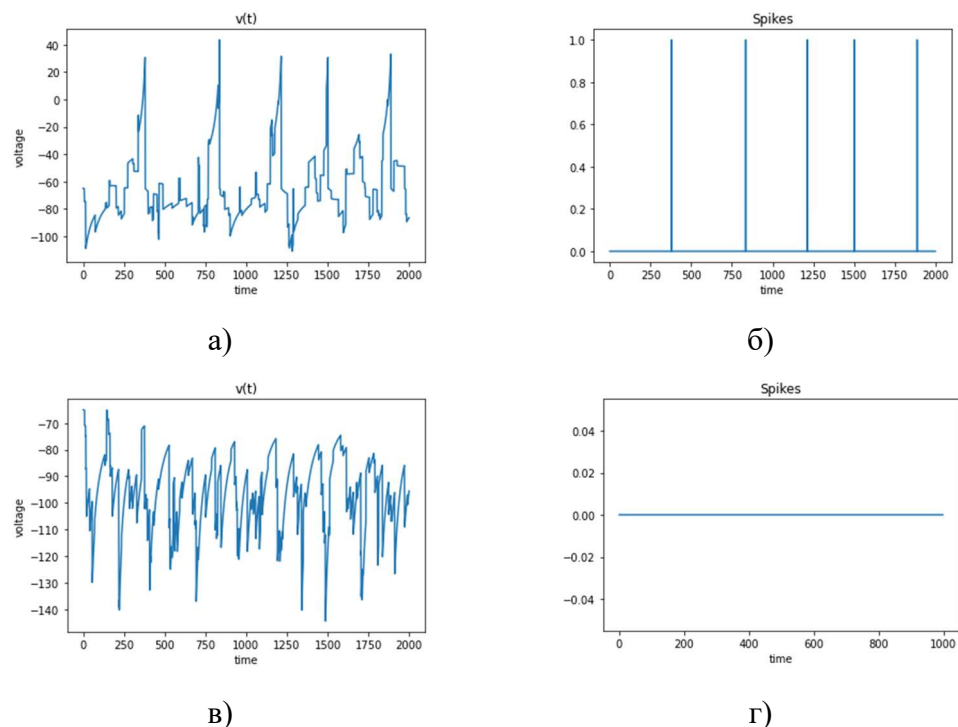 v(t)
40
20
0
−20
−40
−60
−80
−100
voltage
0 250 500 750 1000 1250 1500 1750 2000
time
а)
Spikes
1.0
0.8
0.6
0.4
0.2
0.0
0 250 500 750 1000 1250 1500 1750 2000
time
б)
v(t)
−70
−80
−90
−100
−110
−120
−130
−140
voltage
0 250 500 750 1000 1250 1500 1750 2000
time
в)
Spikes
0.04
0.02
0.00
−0.02
−0.04
0 200 400 600 800 1000
time
г)